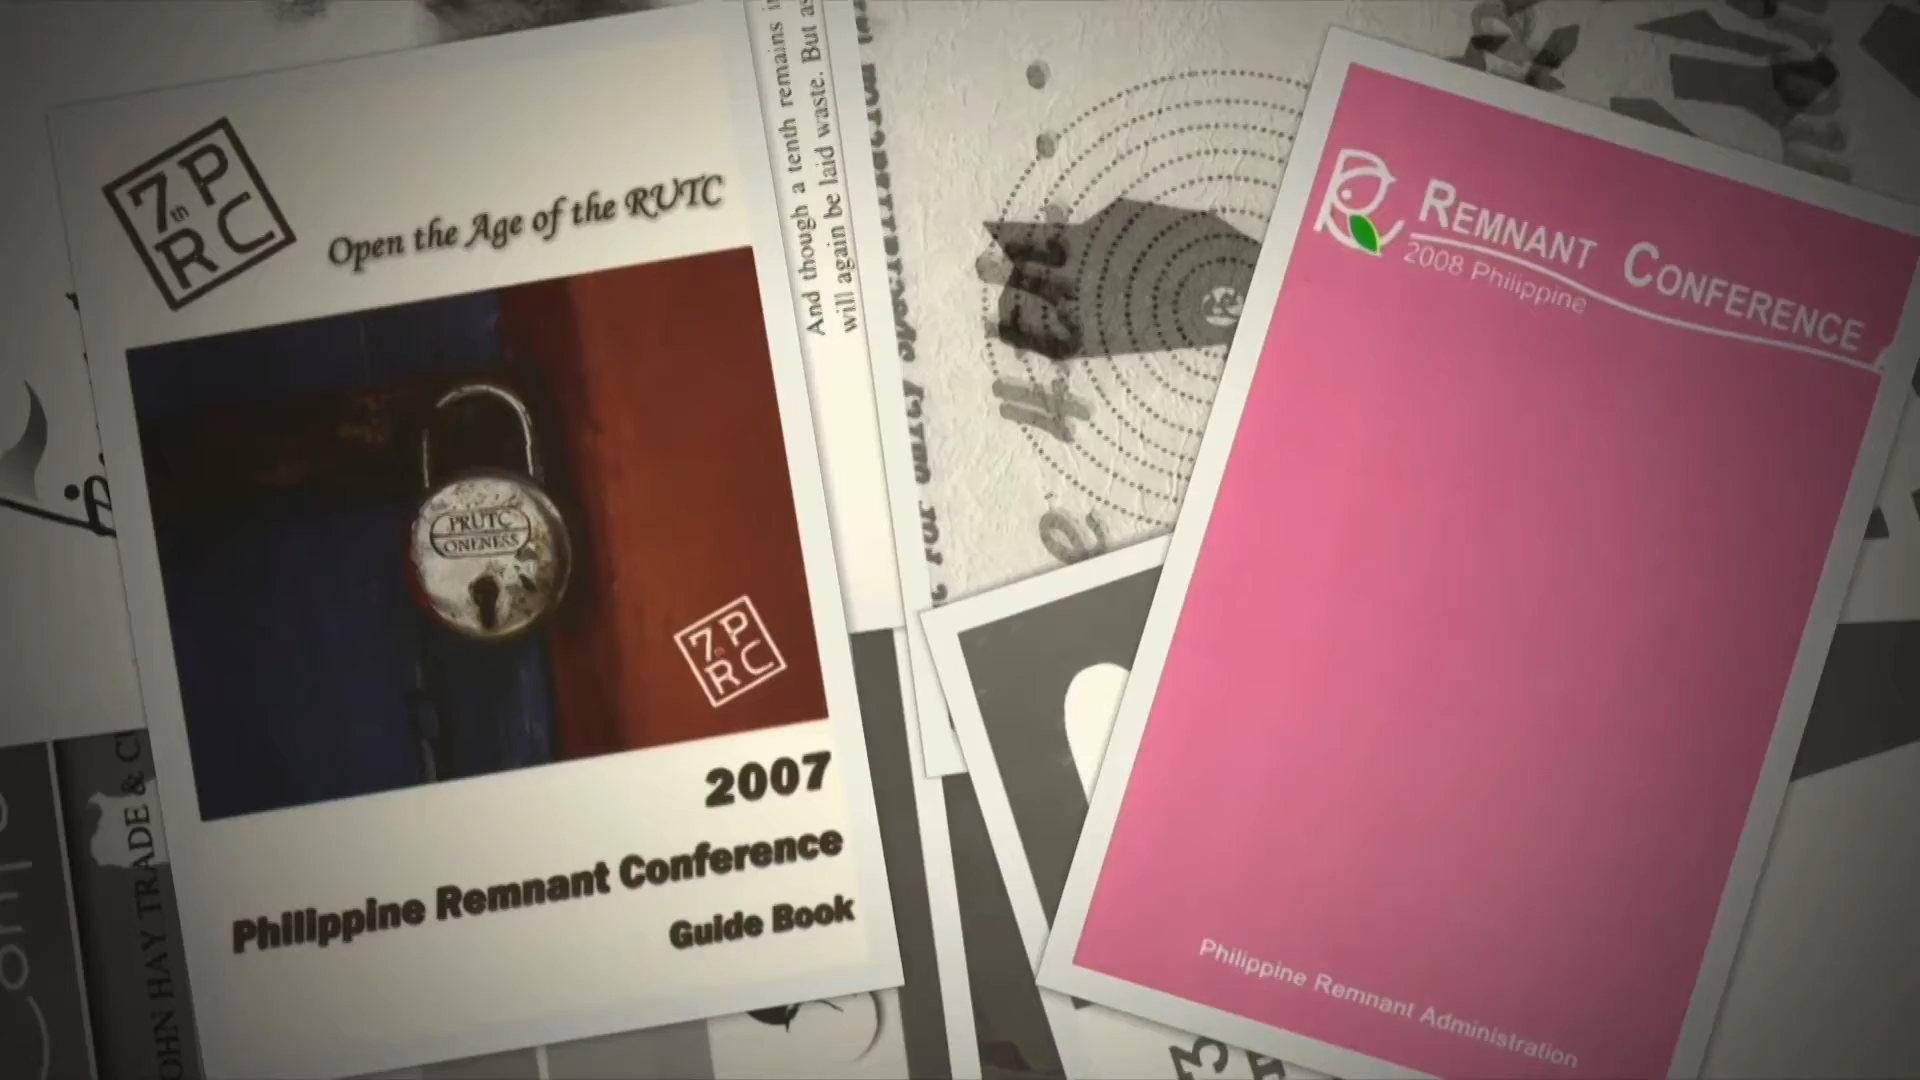 7th P
RC
Open the Age of the RUTC
PRUTC
ONENESS
7th P
RC
2007
Philippine Remnant Conference
Guide Book
And though a tenth remains
will again be laid waste. But
REMNANT CONFERENCE
2008 Philippine
Philippine Remnant Administration
JOHN HAY TRADE &